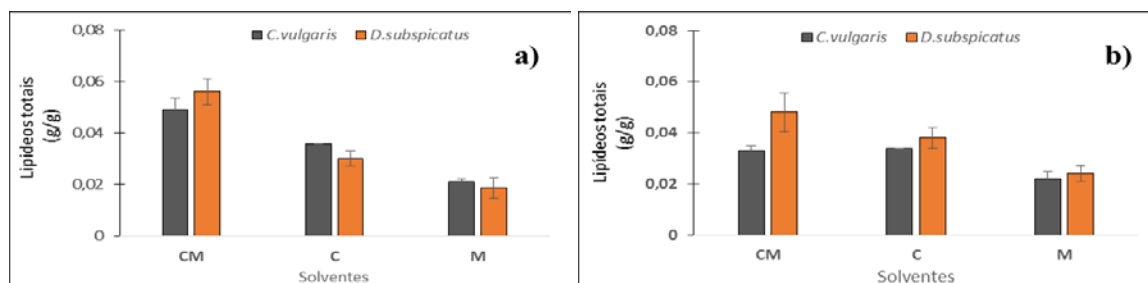 0,08
C.vulgaris D.subspicatus
a)
0,06
0,04
0,02
0
Lipídeos totais
(g/g)
CM C M
Solventes
0,08
C.vulgaris D.subspicatus
b)
0,06
0,04
0,02
0
Lipídeos totais
(g/g)
CM C M
Solventes